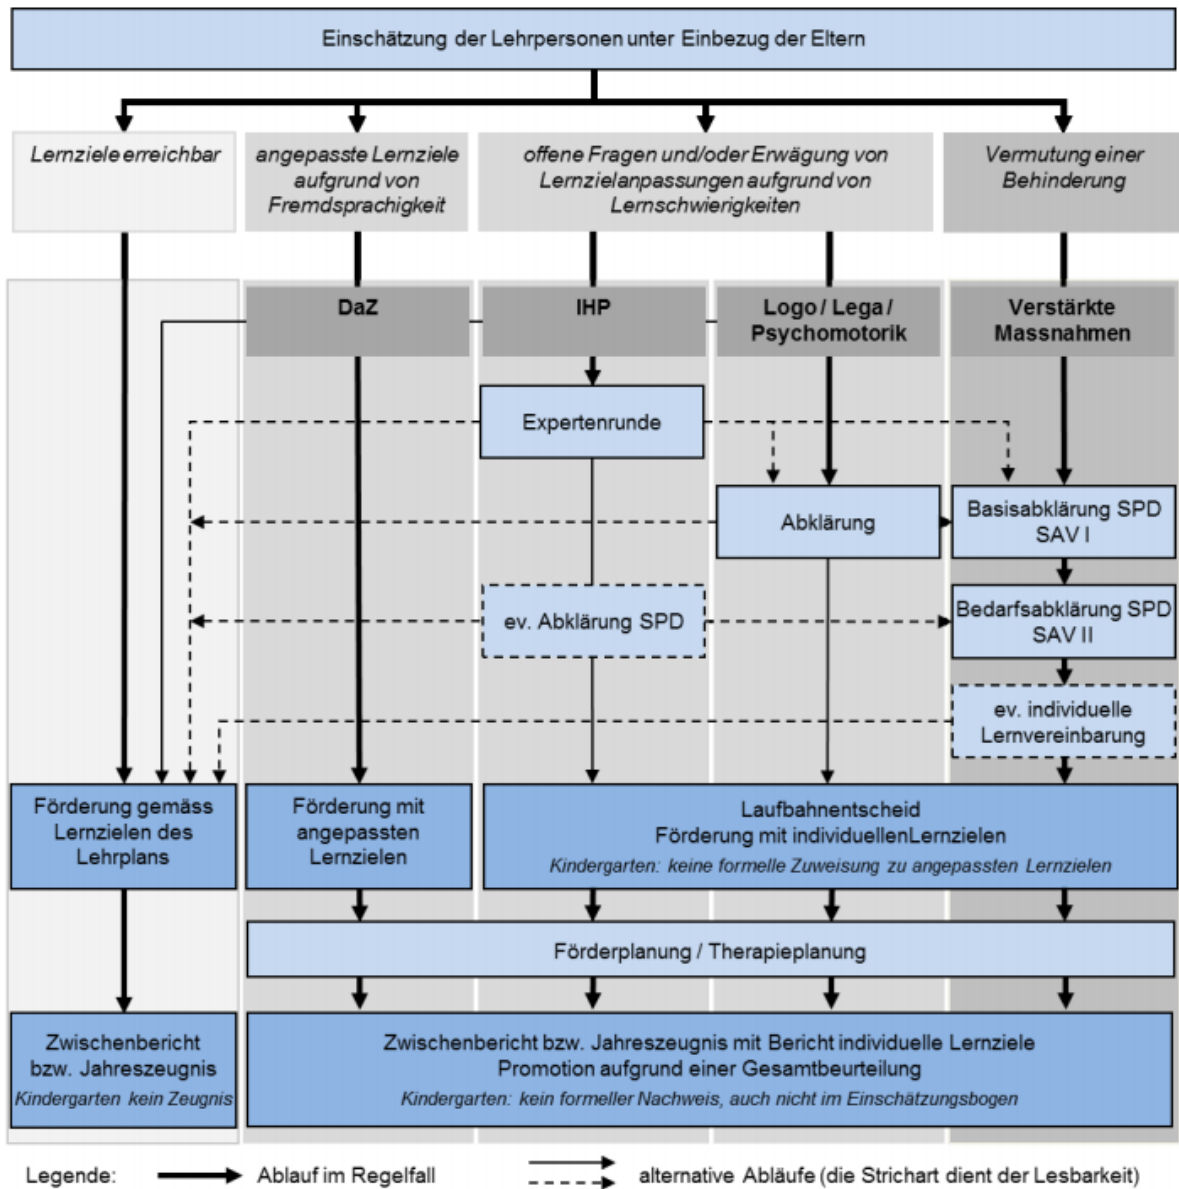 Einschätzung der Lehrpersonen unter Einbezug der Eltern
Lernziele erreichbar
angepasste Lernziele
aufgrund von
Fremdsprachigkeit
offene Fragen und/oder Erwägung von
Lernzielanpassungen aufgrund von
Lernschwierigkeiten
Vermutung einer
Behinderung
DaZ
IHP
Logo / Lega /
Psychomotorik
Verstärkte
Massnahmen
Expertenrunde
Abklärung
Basisabklärung SPD
SAV I
ev. Abklärung SPD
Bedarfsabklärung SPD
SAV II
ev. individuelle
Lernvereinbarung
Förderung gemäss
Lernzielen des
Lehrplans
Förderung mit
angepassten
Lernzielen
Laufbahnentscheid
Förderung mit individuellenLernzielen
Kindergarten: keine formelle Zuweisung zu angepassten Lernzielen
Förderplanung / Therapieplanung
Zwischenbericht
bzw. Jahreszeugnis
Kindergarten kein Zeugnis
Zwischenbericht bzw. Jahreszeugnis mit Bericht individuelle Lernziele
Promotion aufgrund einer Gesamtbeurteilung
Kindergarten: kein formeller Nachweis, auch nicht im Einschätzungsbogen
Legende:
Ablauf im Regelfall
alternative Abläufe (die Strichart dient der Lesbarkeit)